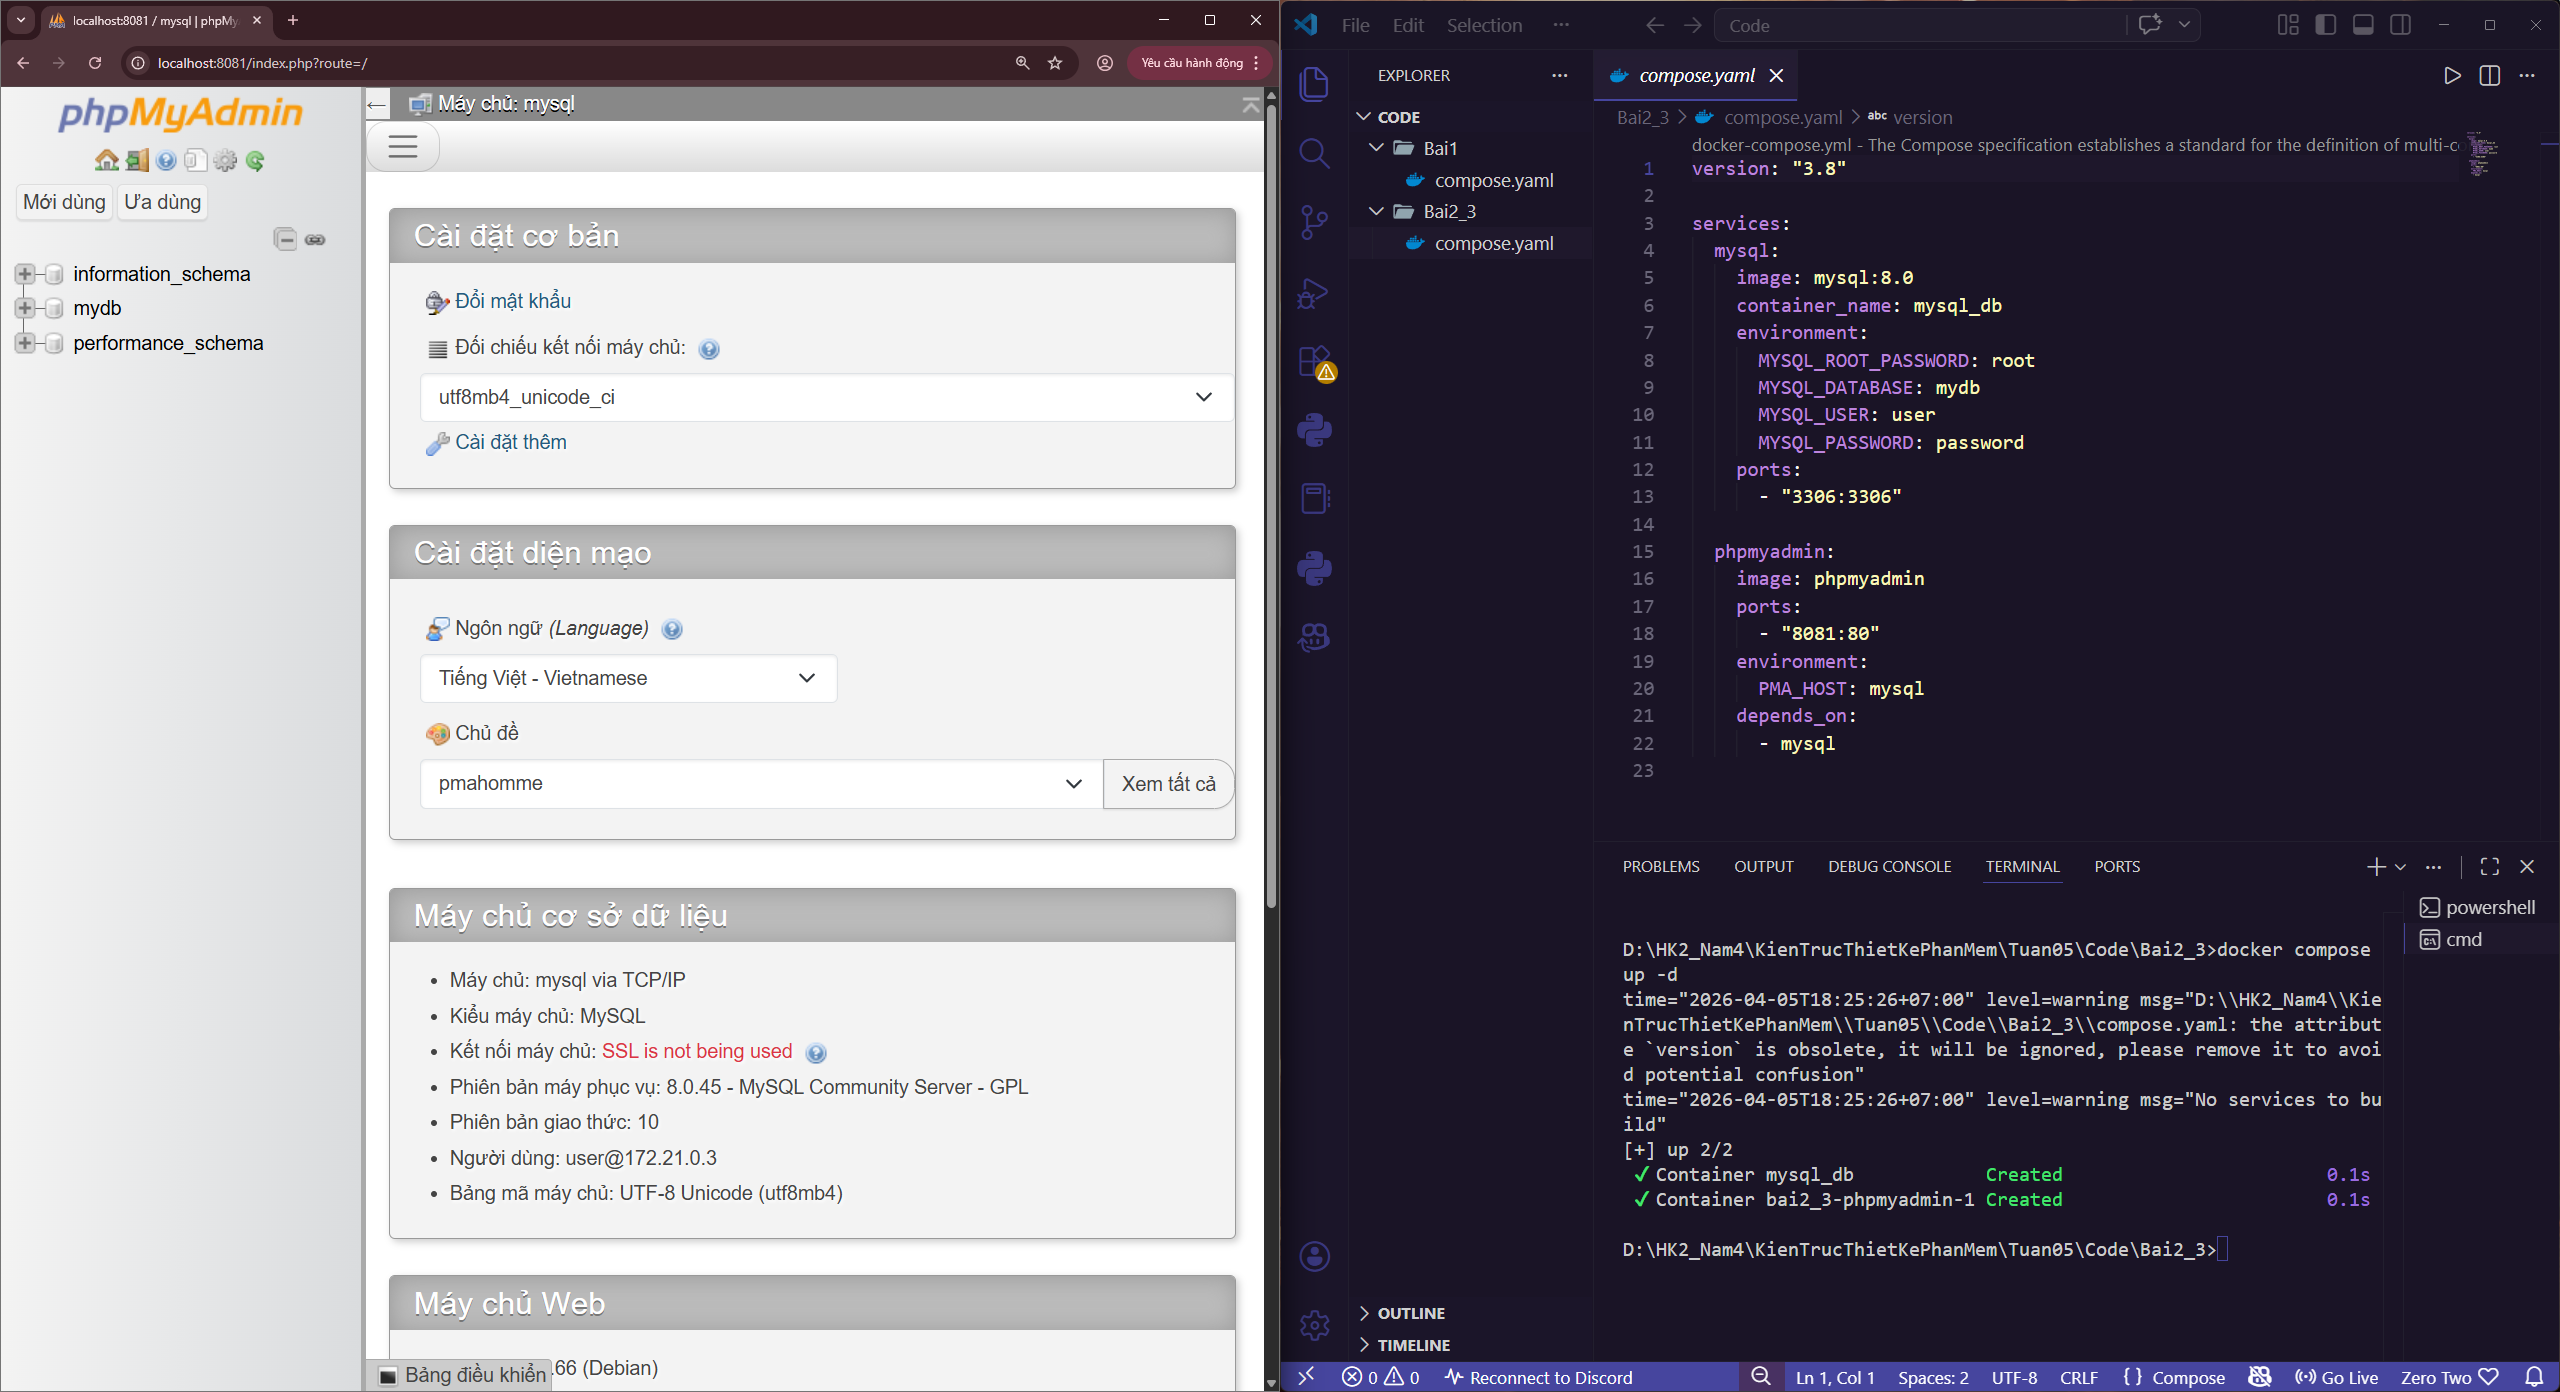 localhost:8081 / mysql | phpMy
localhost:8081/index.php?route=/
Yêu cầu hành động
phpMyAdmin
Mới dùng
Ưa dùng
information_schema
mydb
performance_schema
Máy chủ: mysql
Cài đặt cơ bản
Đổi mật khẩu
Đối chiếu kết nối máy chủ:
utf8mb4_unicode_ci
Cài đặt thêm
Cài đặt diện mạo
Ngôn ngữ (Language)
Tiếng Việt - Vietnamese
Chủ đề
pmahomme
Xem tất cả
Máy chủ cơ sở dữ liệu
Máy chủ: mysql via TCP/IP
Kiểu máy chủ: MySQL
Kết nối máy chủ: SSL is not being used
Phiên bản máy phục vụ: 8.0.45 - MySQL Community Server - GPL
Phiên bản giao thức: 10
Người dùng: user@172.21.0.3
Bảng mã máy chủ: UTF-8 Unicode (utf8mb4)
Máy chủ Web
.66 (Debian)
Bảng điều khiển
File Edit Selection ···
Code
EXPLORER
CODE
Bai1
compose.yaml
Bai2_3
compose.yaml
OUTLINE
TIMELINE
compose.yaml
Bai2_3 > compose.yaml > abc version
docker-compose.yml - The Compose specification establishes a standard for the definition of multi-c
1 version: "3.8"
2
3 services:
4 mysql:
5 image: mysql:8.0
6 container_name: mysql_db
7 environment:
8 MYSQL_ROOT_PASSWORD: root
9 MYSQL_DATABASE: mydb
10 MYSQL_USER: user
11 MYSQL_PASSWORD: password
12 ports:
13 - "3306:3306"
14
15 phpmyadmin:
16 image: phpmyadmin
17 ports:
18 - "8081:80"
19 environment:
20 PMA_HOST: mysql
21 depends_on:
22 - mysql
23
PROBLEMS OUTPUT DEBUG CONSOLE TERMINAL PORTS
powershell
cmd
D:\HK2_Nam4\KienTrucThietKePhanMem\Tuan05\Code\Bai2_3>docker compose
up -d
time="2026-04-05T18:25:26+07:00" level=warning msg="D:\\HK2_Nam4\\Kie
nTrucThietKePhanMem\\Tuan05\\Code\\Bai2_3\\compose.yaml: the attribut
e `version` is obsolete, it will be ignored, please remove it to avoi
d potential confusion"
time="2026-04-05T18:25:26+07:00" level=warning msg="No services to bu
ild"
[+] up 2/2
✓ Container mysql_db Created 0.1s
✓ Container bai2_3-phpmyadmin-1 Created 0.1s
D:\HK2_Nam4\KienTrucThietKePhanMem\Tuan05\Code\Bai2_3>
0 0 Reconnect to Discord Ln 1, Col 1 Spaces: 2 UTF-8 CRLF { } Compose Go Live Zero Two